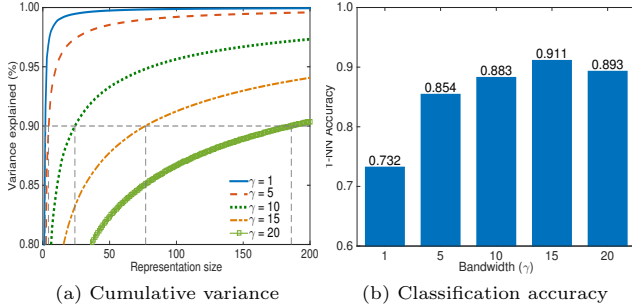 1.00
0.95
0.90
0.85
0.80
Variance explained (%)
γ = 1
γ = 5
γ = 10
γ = 15
γ = 20
0 50 100 150 200
Representation size
(a) Cumulative variance
1
0.9
0.8
0.7
0.6
1-NN Accuracy
0.732
0.854
0.883
0.911
0.893
1 5 10 15 20
Bandwidth (γ)
(b) Classification accuracy